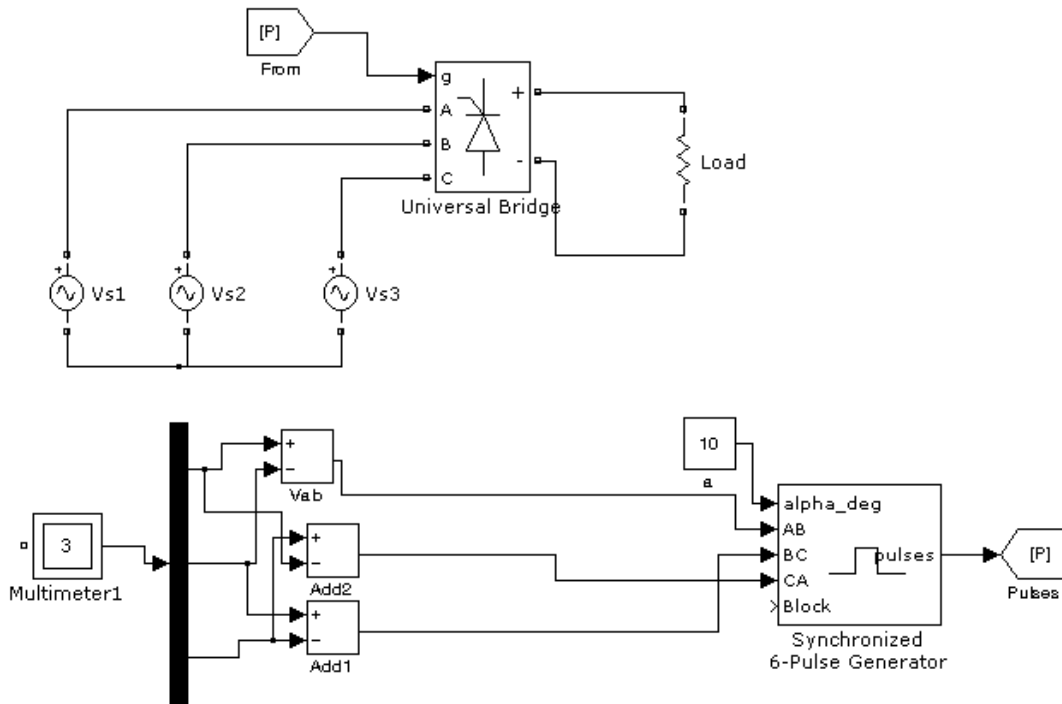 [P]
From
g
A
B
C
+
-
Universal Bridge
Load
+
Vs1
+
Vs2
+
Vs3
+
−
Vab
10
a
alpha_deg
AB
BC
CA
Block
pulses
Synchronized
6-Pulse Generator
[P]
Pulses
3
Multimeter1
+
−
Add2
+
−
Add1